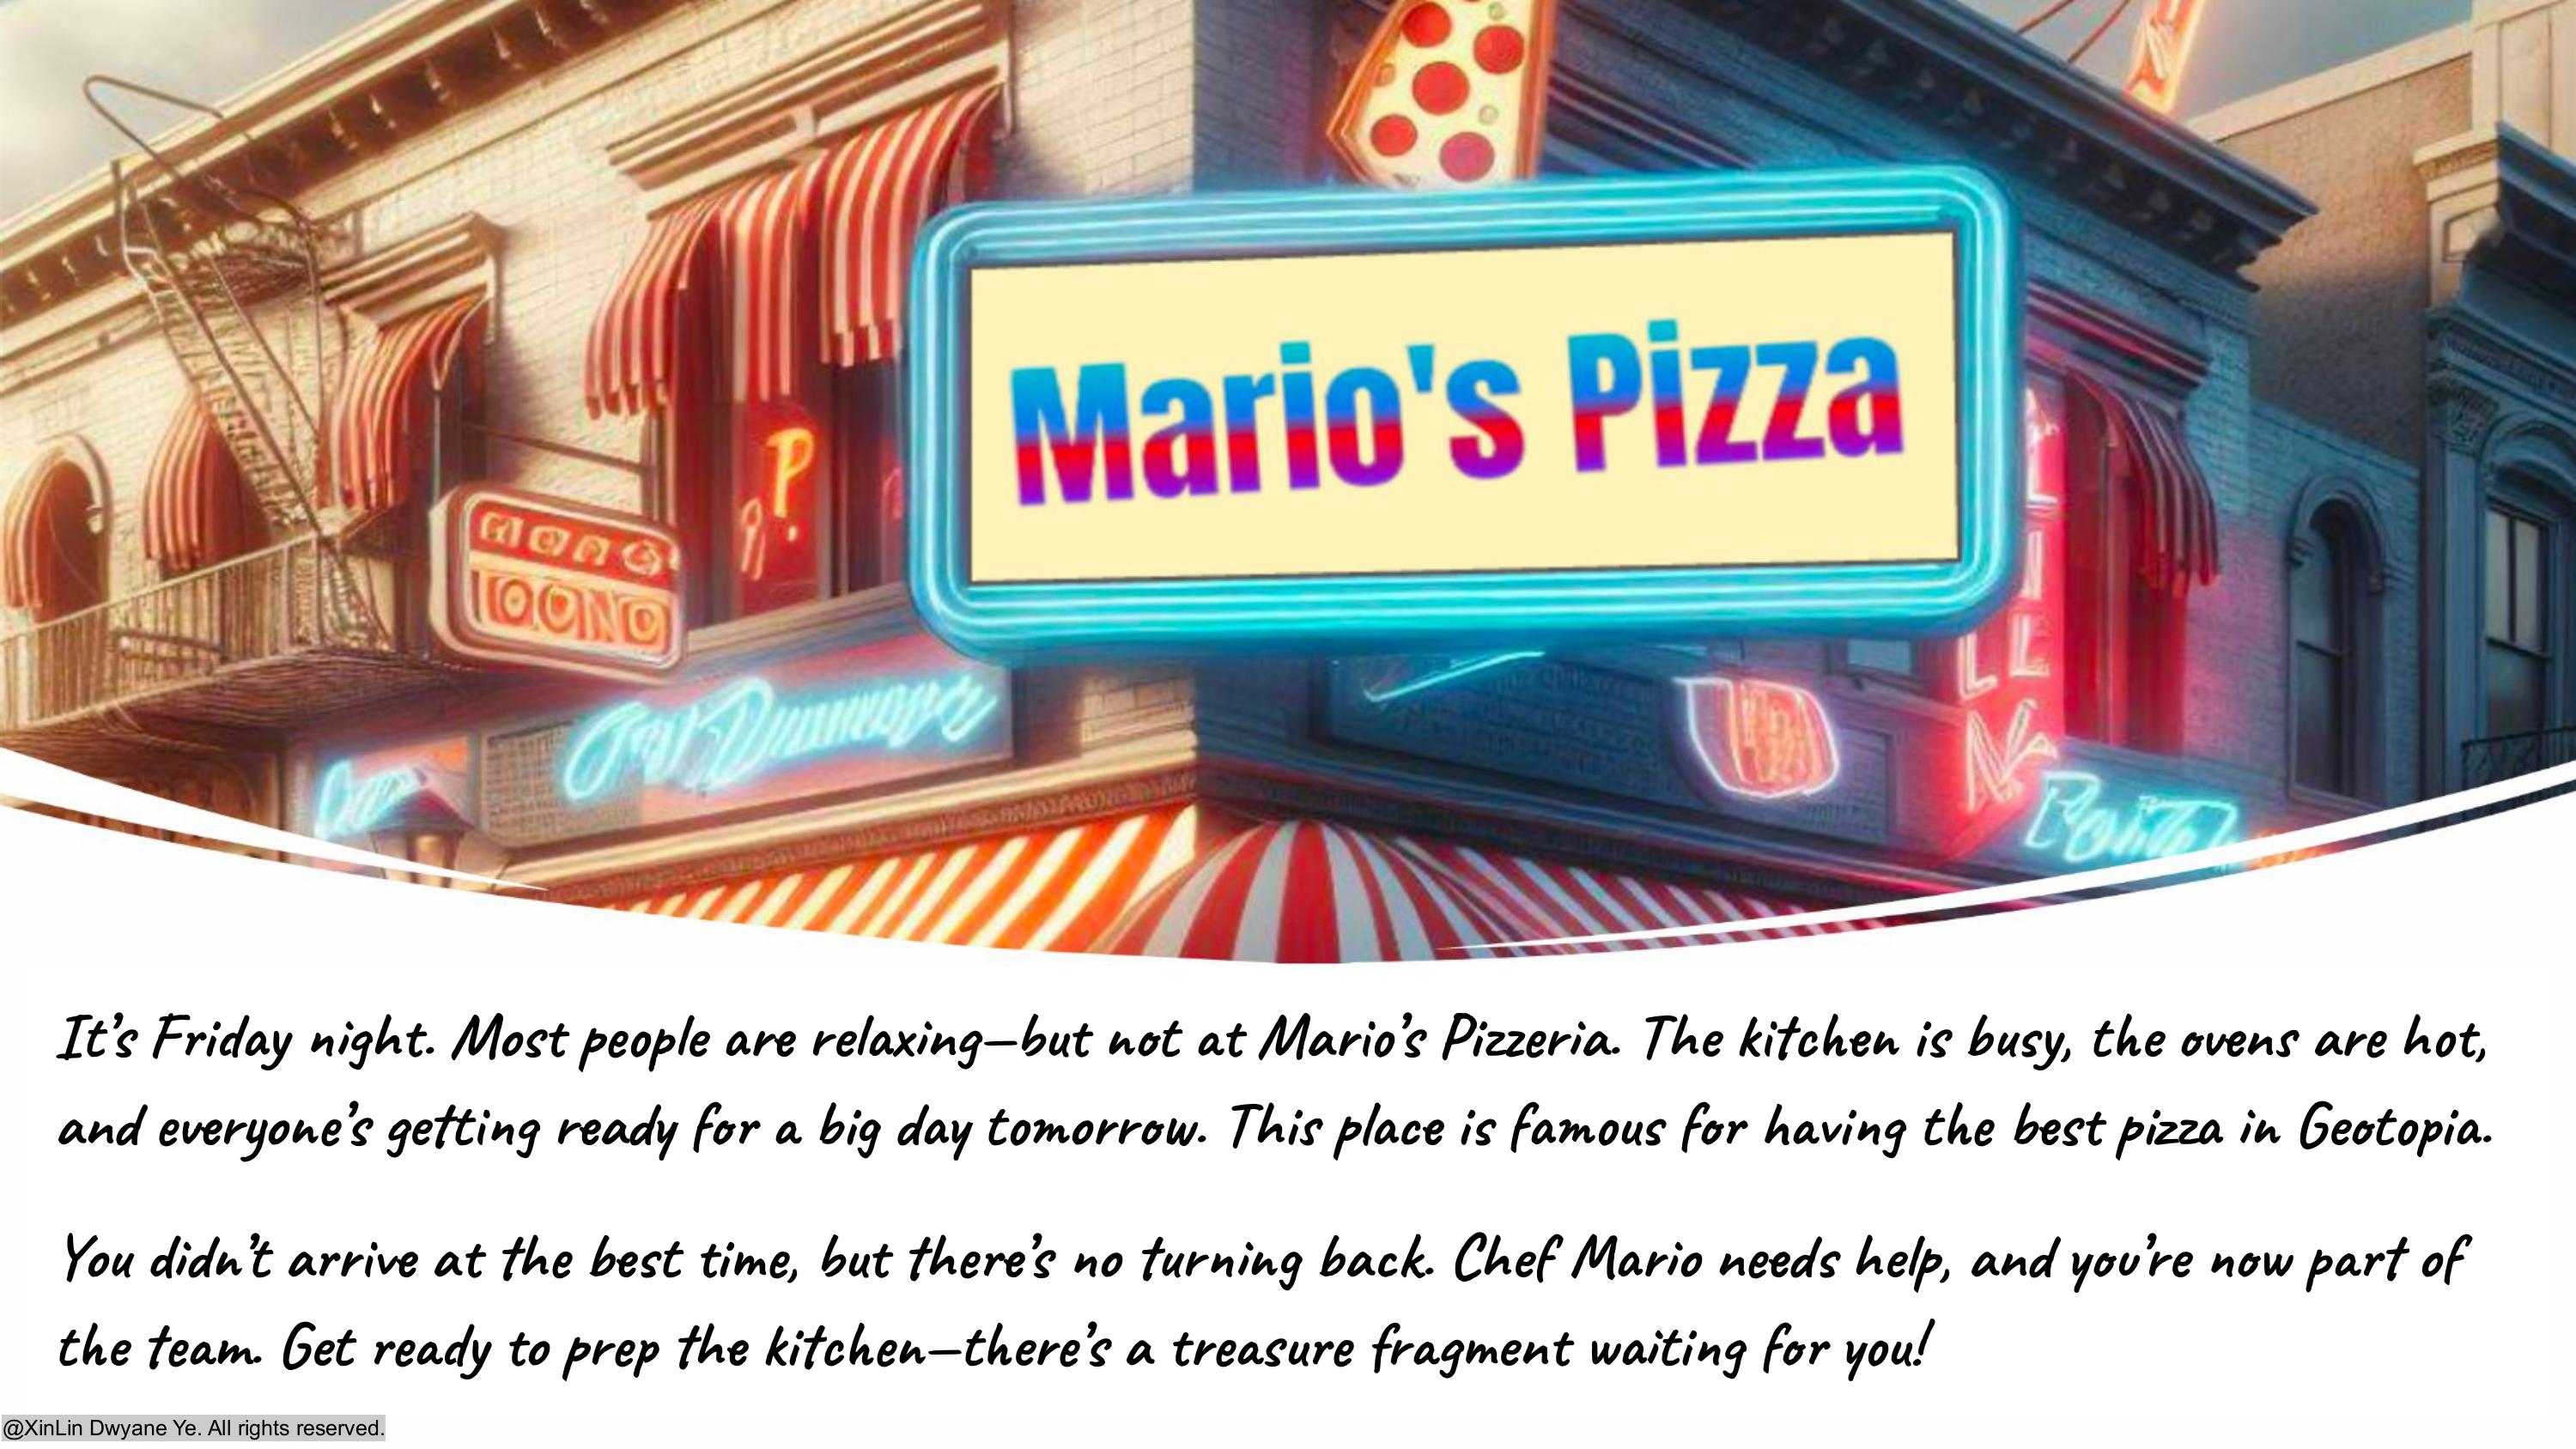 Mario's Pizza
P
It’s Friday night. Most people are relaxing—but not at Mario’s Pizzeria. The kitchen is busy, the ovens are hot,
and everyone’s getting ready for a big day tomorrow. This place is famous for having the best pizza in Geotopia.
You didn’t arrive at the best time, but there’s no turning back. Chef Mario needs help, and you’re now part of
the team. Get ready to prep the kitchen—there’s a treasure fragment waiting for you!
@XinLin Dwyane Ye. All rights reserved.